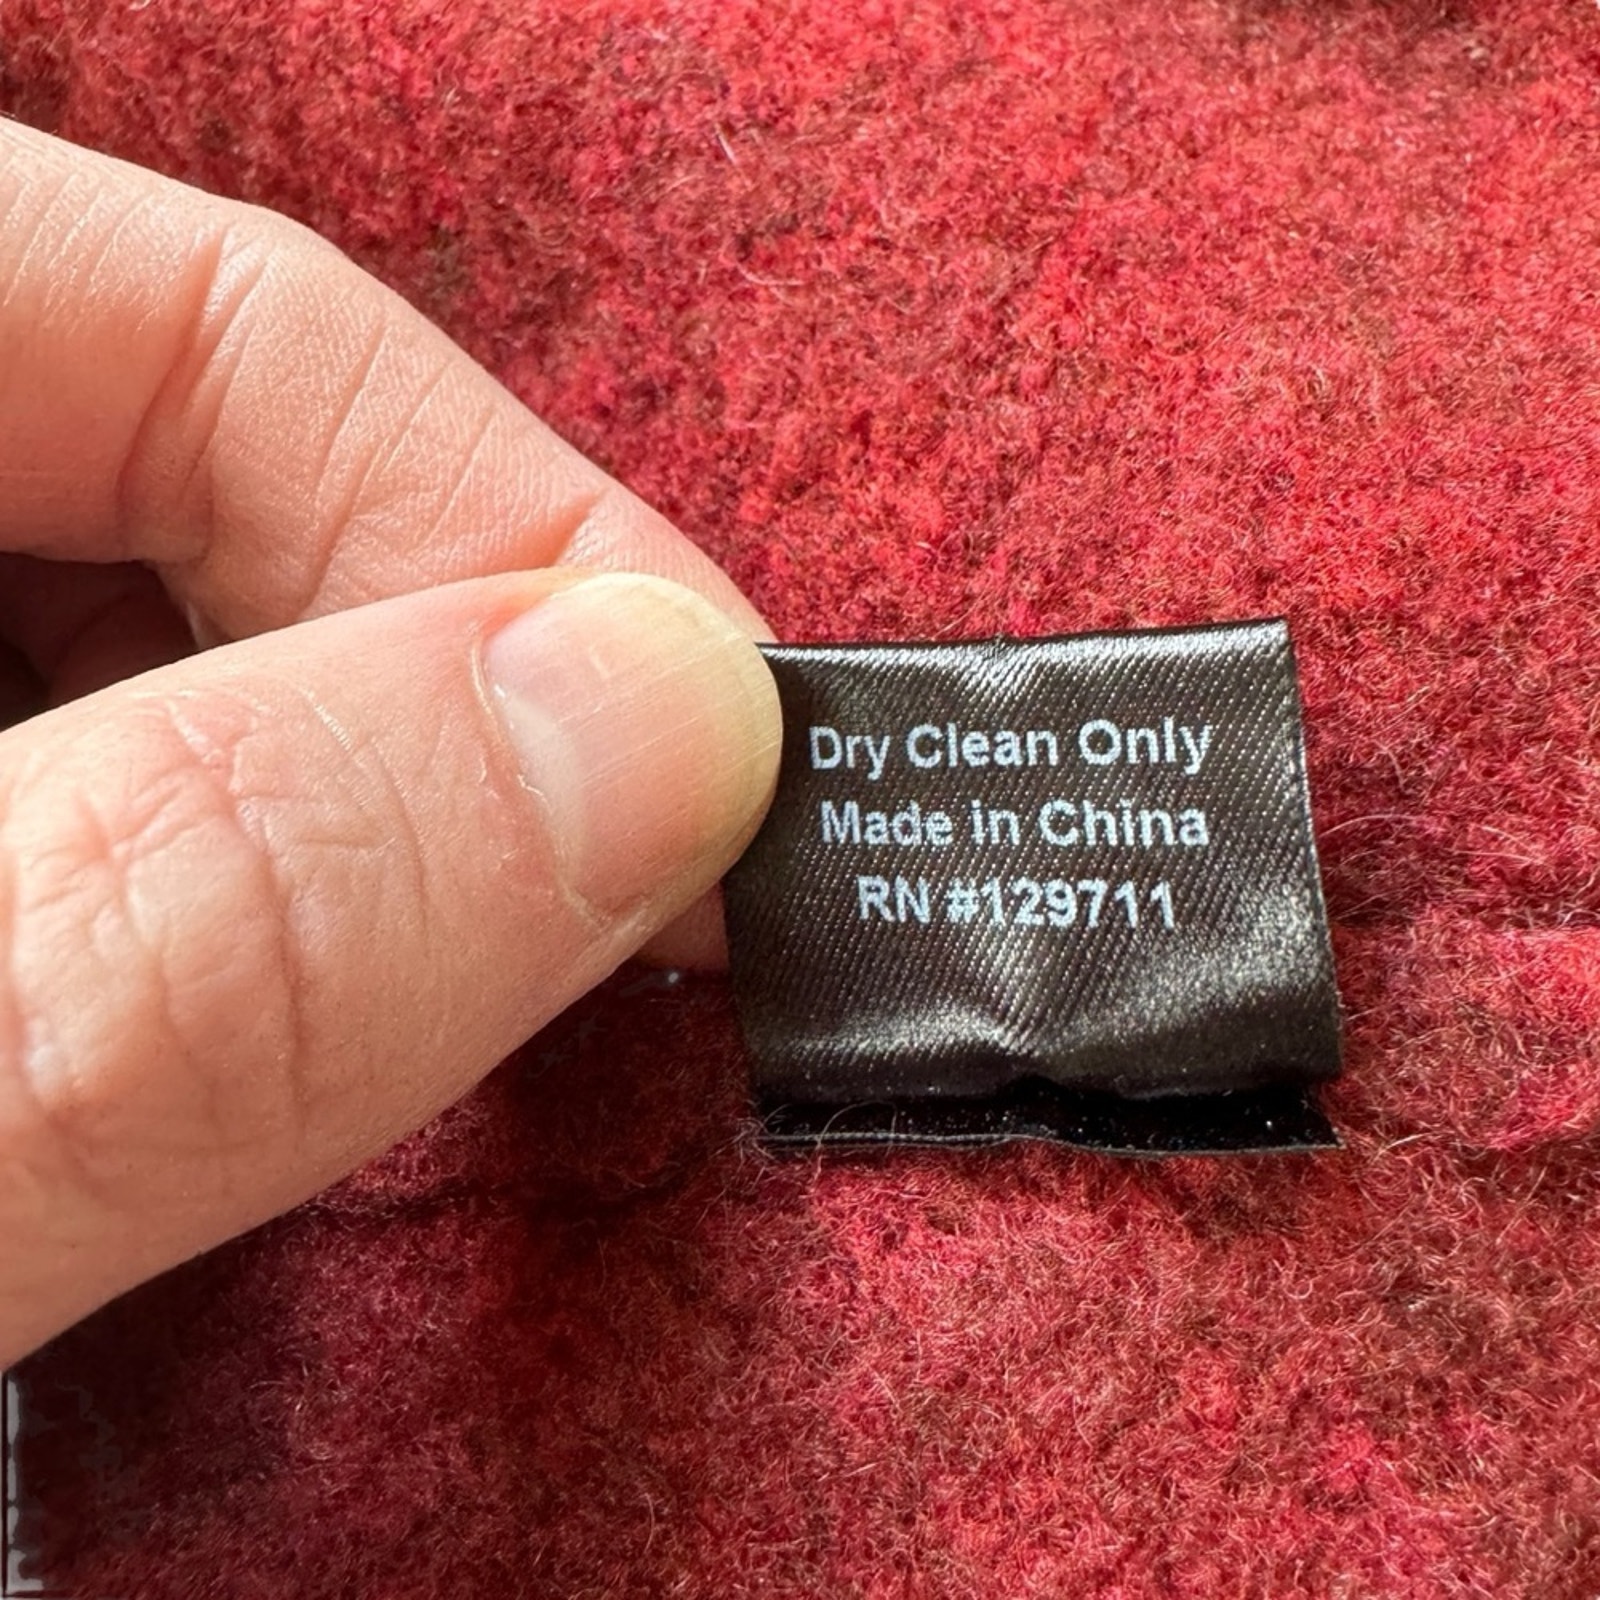 Dry Clean Only
Made in China
RN #129711